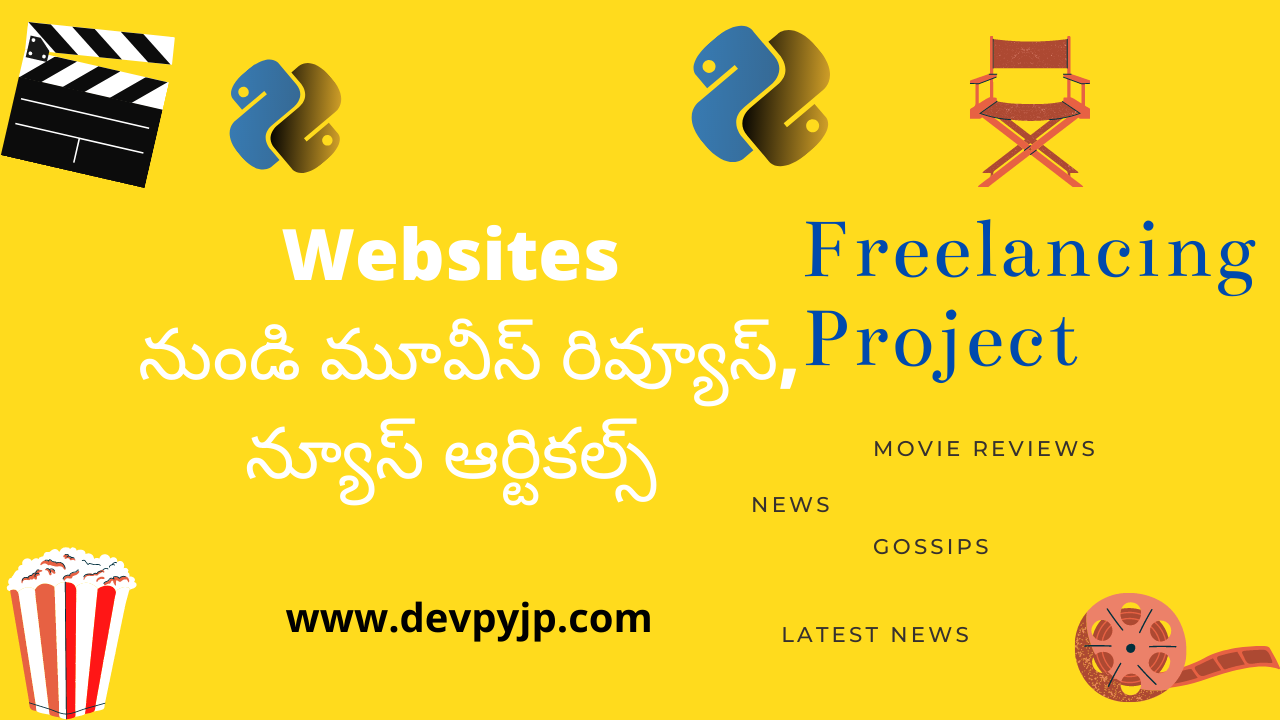 Websites
నుండి మూవీస్ రివ్యూస్,
న్యూస్ ఆర్టికల్స్
Freelancing
Project
MOVIE REVIEWS
NEWS
GOSSIPS
LATEST NEWS
www.devpyjp.com